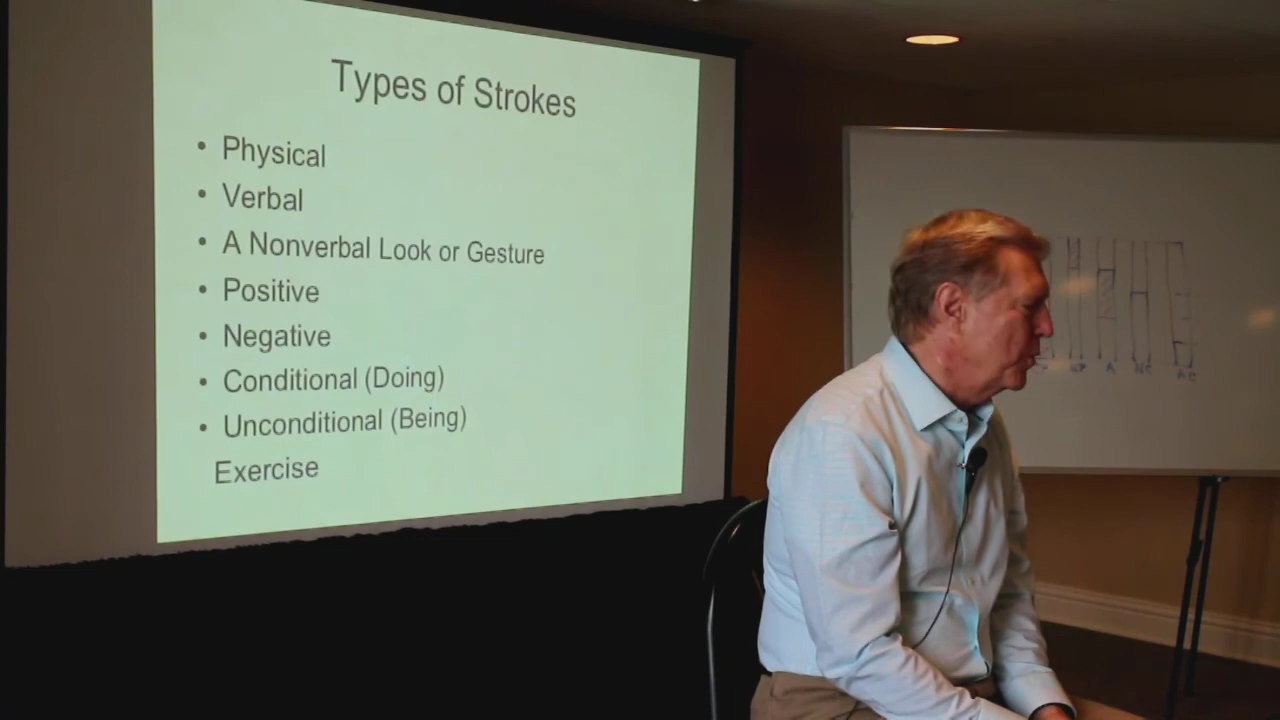 Types of Strokes
• Physical
• Verbal
• A Nonverbal Look or Gesture
• Positive
• Negative
• Conditional (Doing)
• Unconditional (Being)
Exercise
A